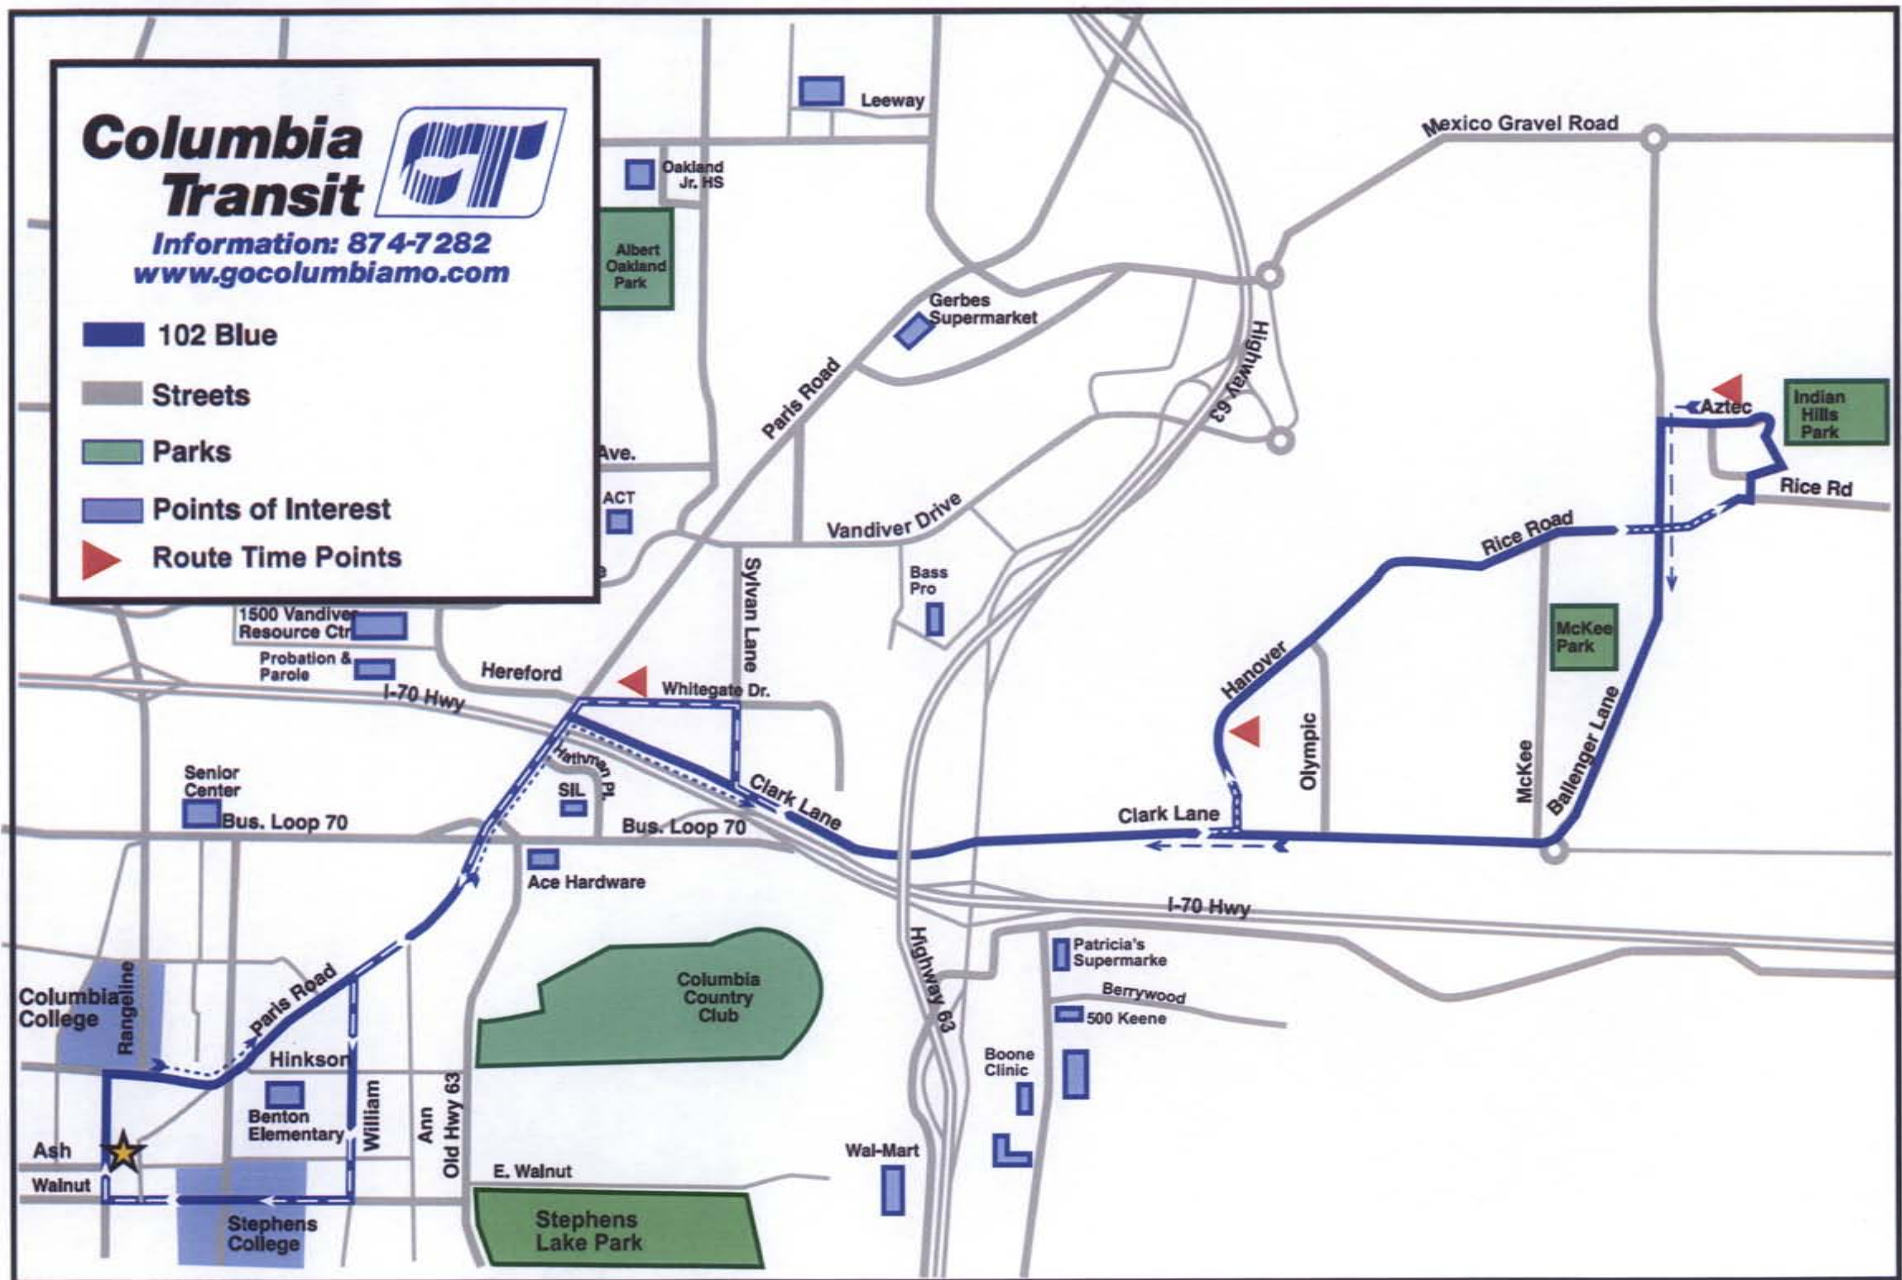 Columbia
Transit
CT
Information: 874-7282
www.gocolumbiamo.com
102 Blue
Streets
Parks
Points of Interest
Route Time Points
Leeway
Oakland
Jr. HS
Albert
Oakland
Park
Mexico Gravel Road
Gerbes
Supermarket
Highway 63
Paris Road
Aztec
Indian
Hills
Park
Rice Rd
Ave.
ACT
Vandiver Drive
Rice Road
e
Bass
Pro
Sylvan Lane
1500 Vandiver
Resource Ctr
Probation &
Parole
Hereford
Whitegate Dr.
I-70 Hwy
McKee
Park
Hanover
Olympic
McKee
Ballenger Lane
Hathman Pl.
Senior
Center
SIL
Clark Lane
Clark Lane
Bus. Loop 70
Bus. Loop 70
Ace Hardware
I-70 Hwy
Highway 63
Patricia's
Supermarke
Berrywood
500 Keene
Columbia
College
Rangeline
Paris Road
Columbia
Country
Club
Hinkson
Boone
Clinic
Benton
Elementary
William
Ann
Old Hwy 63
Ash
Walnut
E. Walnut
Wal-Mart
Stephens
College
Stephens
Lake Park